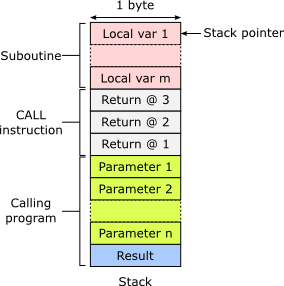 1 byte
Local var 1
Stack pointer
Suboutine
Local var m
Return @ 3
CALL
instruction
Return @ 2
Return @ 1
Parameter 1
Parameter 2
Calling
program
Parameter n
Result
Stack